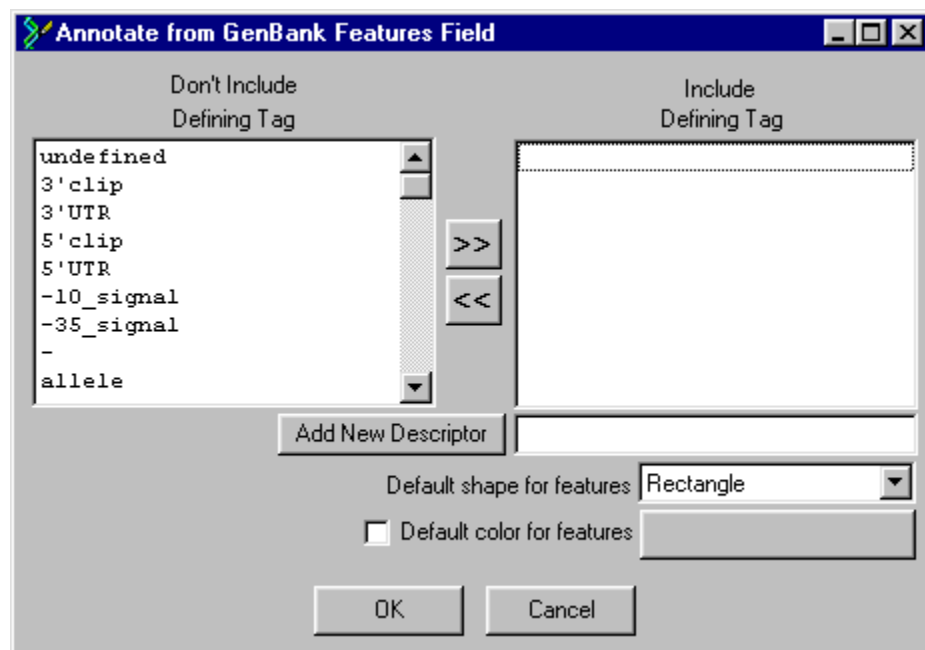 Annotate from GenBank Features Field
Don't Include
Defining Tag
Include
Defining Tag
undefined
3'clip
3'UTR
5'clip
5'UTR
-10_signal
-35_signal
-
allele
>>
<<
Add New Descriptor
Default shape for features Rectangle
Default color for features
OK Cancel